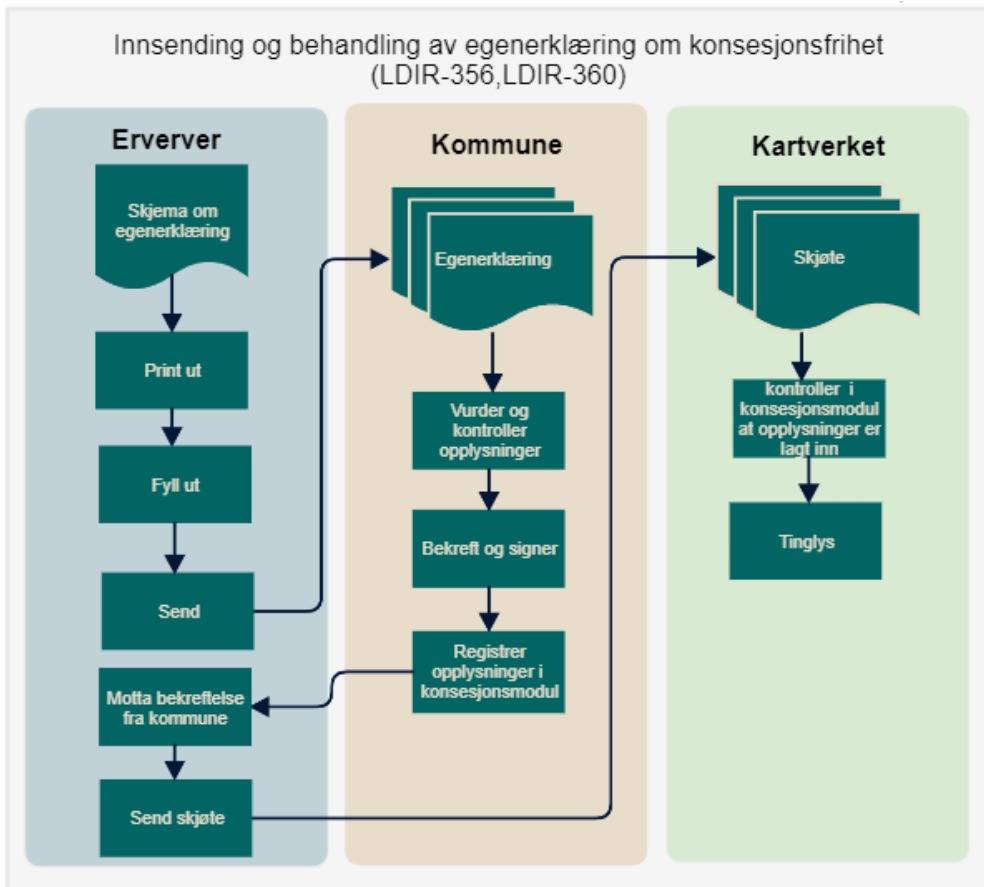 Innsending og behandling av egenerklæring om konsesjonsfrihet
(LDIR-356,LDIR-360)
Erverver
Skjema om
egenerklæring
Print ut
Fyll ut
Send
Motta bekreftelse
fra kommune
Send skjøte
Kommune
Egenerklæring
Vurder og
kontroller
opplysninger
Bekreft og signer
Registrer
opplysninger i
konsesjonsmodul
Kartverket
Skjøte
kontroller i
konsesjonsmodul
at opplysninger er
lagt inn
Tinglys